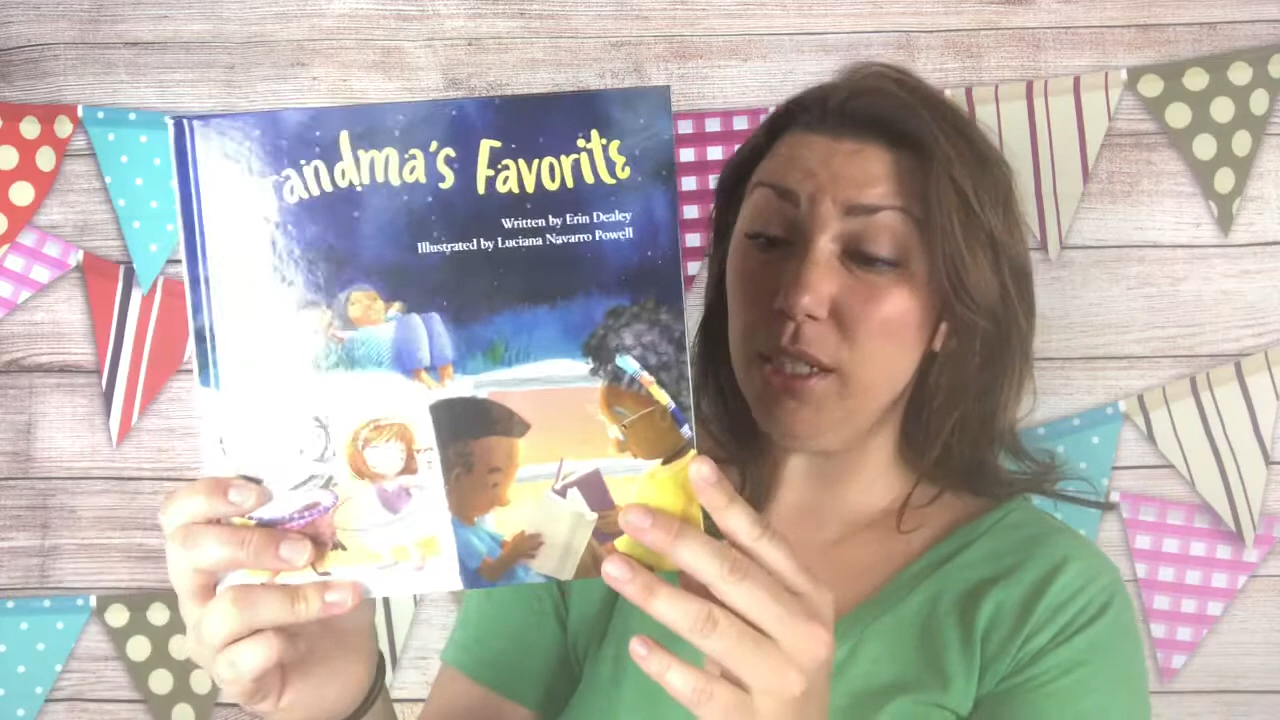 andma's Favorite
Written by Erin Dealey
Illustrated by Luciana Navarro Powell